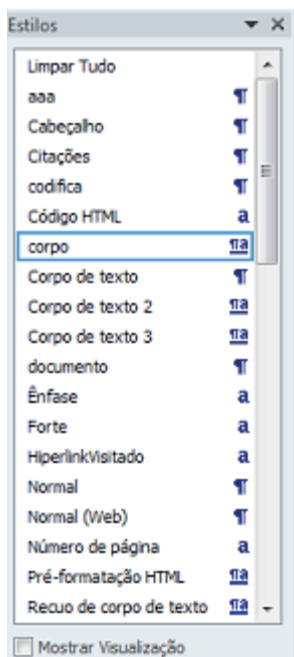 Estilos
Limpar Tudo
aaa ¶
Cabeçalho ¶
Citações ¶
codifica ¶
Código HTML a
corpo ¶a
Corpo de texto ¶
Corpo de texto 2 ¶a
Corpo de texto 3 ¶a
documento ¶
Ênfase a
Forte a
HiperlinkVisitado a
Normal ¶
Normal (Web) ¶
Número de página a
Pré-formatação HTML ¶a
Recuo de corpo de texto ¶a
Mostrar Visualização